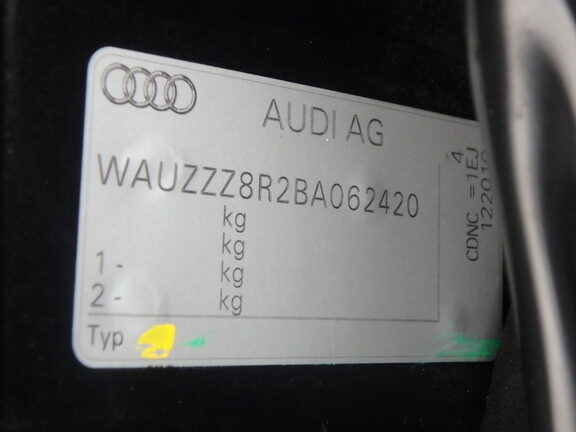 AUDI AG
WAUZZZ8R2BA062420
kg
kg
1 - kg
2 - kg
Typ
4
CDNC =1EJ